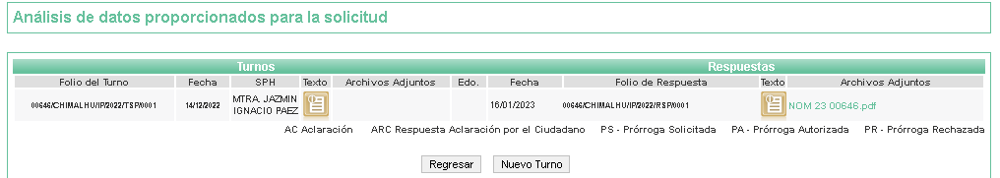 Análisis de datos proporcionados para la solicitud
Turnos Respuestas
Folio del Turno Fecha SPH Texto Archivos Adjuntos Edo. Fecha Folio de Respuesta Texto Archivos Adjuntos
00646/CHIMALHU/IP/2022/TSP/0001 14/12/2022 MTRA. JAZMIN IGNACIO PAEZ 16/01/2023 00646/CHIMALHU/IP/2022/RSP/0001 NOM 23 00646.pdf
AC Aclaración ARC Respuesta Aclaración por el Ciudadano PS - Prórroga Solicitada PA - Prórroga Autorizada PR - Prórroga Rechazada
Regresar Nuevo Turno